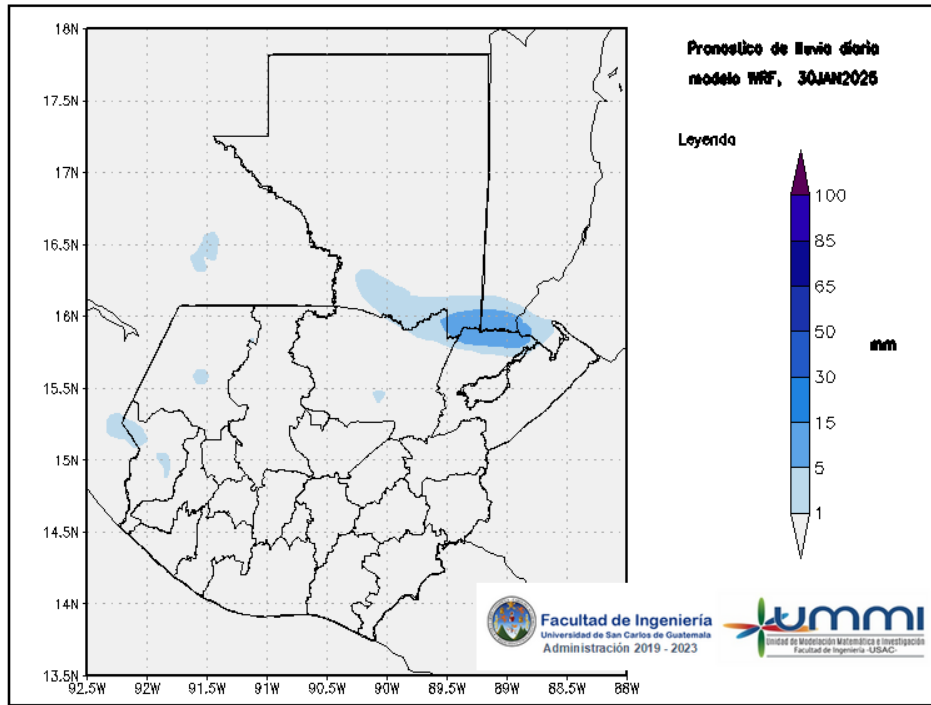 Pronostico de lluvia diaria
modelo WRF, 30JAN2025
Leyenda
100
85
65
50
30
15
5
1
mm
18N
17.5N
17N
16.5N
16N
15.5N
15N
14.5N
14N
13.5N
92.5W 92W 91.5W 91W 90.5W 90W 89.5W 89W 88.5W 88W
Facultad de Ingeniería
Universidad de San Carlos de Guatemala
Administración 2019 - 2023
ummi
Unidad de Modelación Matemática e Investigación
Facultad de Ingeniería -USAC-